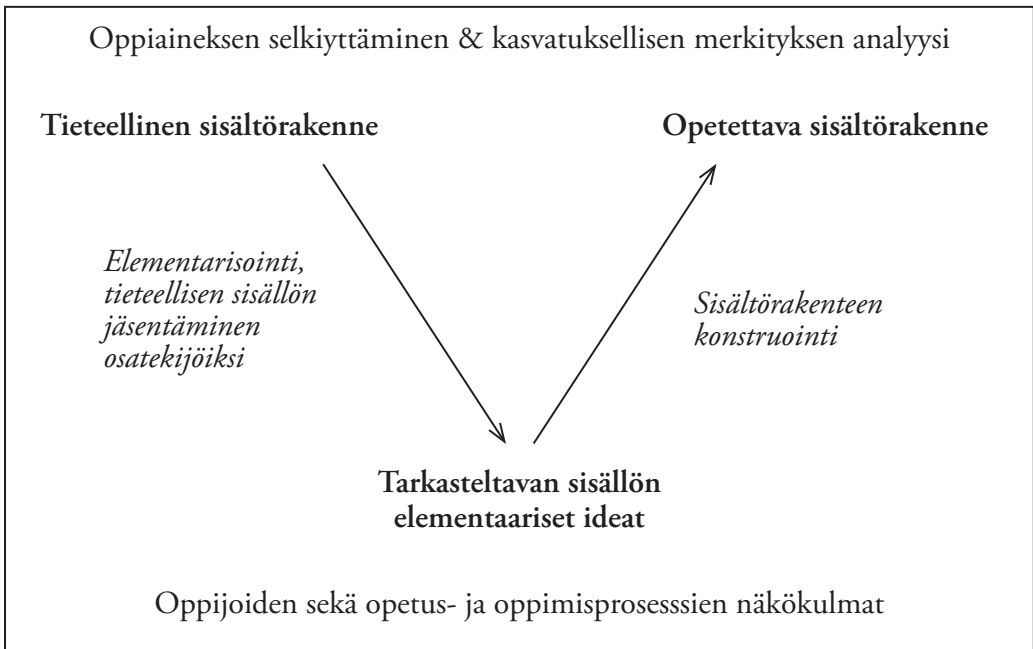 Oppiaineksen selkiyttäminen & kasvatuksellisen merkityksen analyysi
Tieteellinen sisältörakenne
Opetettava sisältörakenne
Elementarisointi,
tieteellisen sisällön
jäsentäminen
osatekijöiksi
Sisältörakenteen
konstruointi
Tarkasteltavan sisällön
elementaariset ideat
Oppijoiden sekä opetus- ja oppimisprosesssien näkökulmat